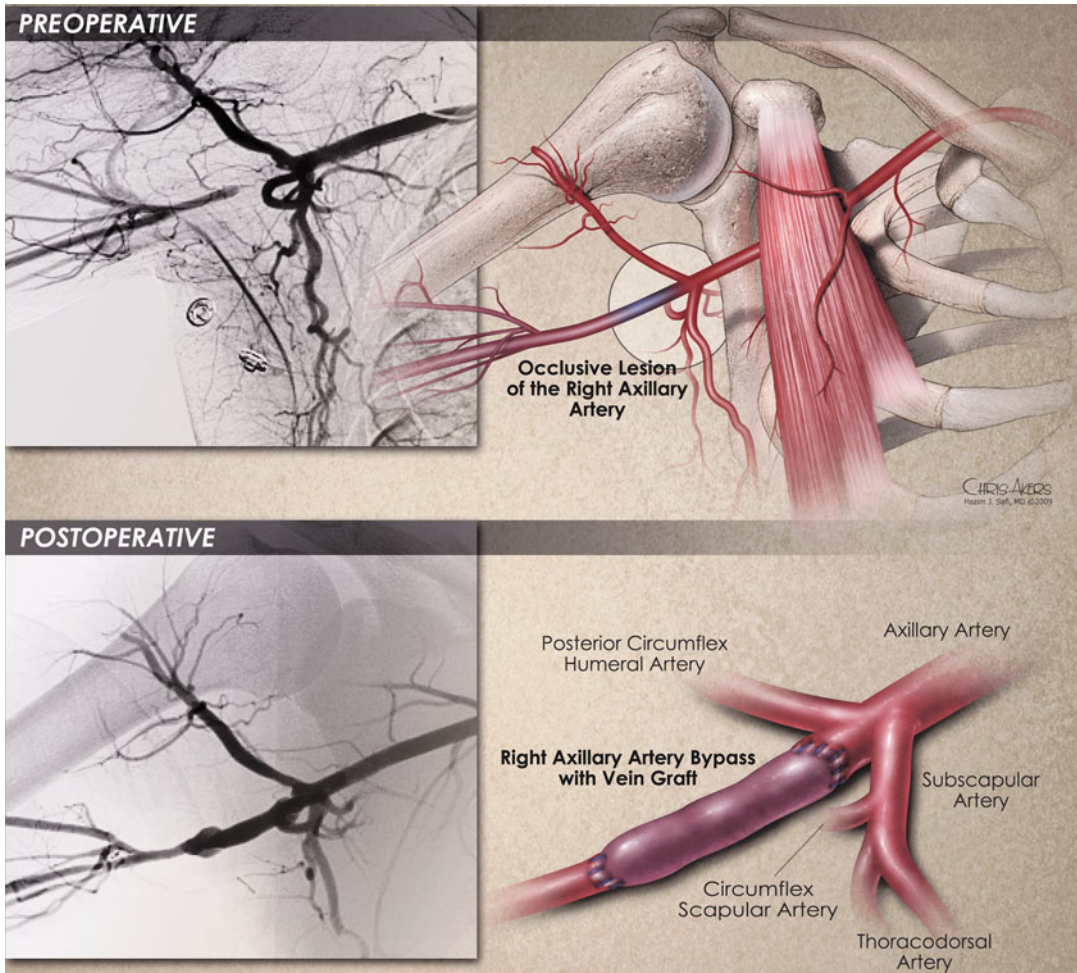 PREOPERATIVE
Occlusive Lesion
of the Right Axillary
Artery
CHRIS AKERS
Hazim J. Safi, MD ©2009
POSTOPERATIVE
Posterior Circumflex
Humeral Artery
Axillary Artery
Right Axillary Artery Bypass
with Vein Graft
Subscapular
Artery
Circumflex
Scapular Artery
Thoracodorsal
Artery